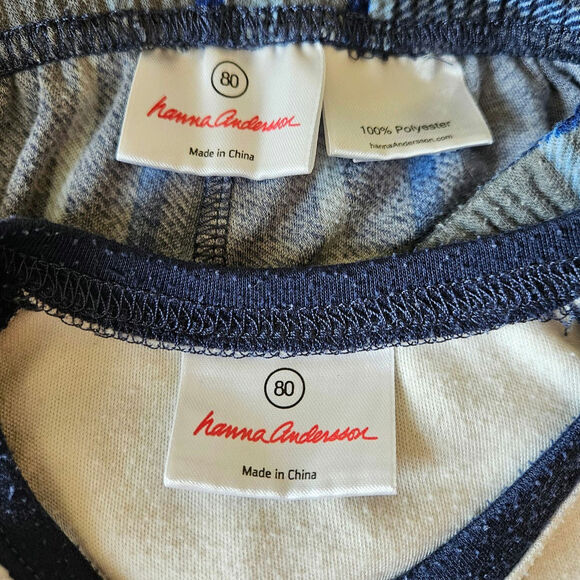 80
hanna Andersson
Made in China
100% Polyester
hannaAndersson.com
80
hanna Andersson
Made in China